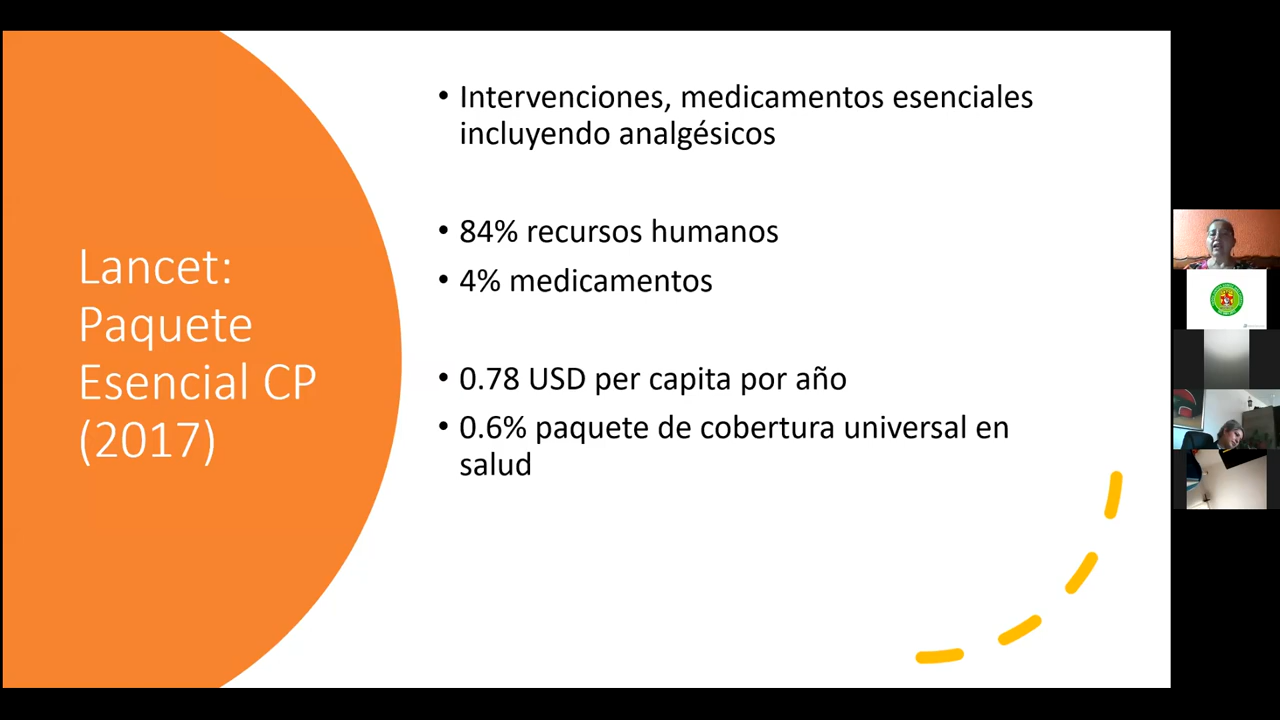 Lancet:
Paquete
Esencial CP
(2017)
• Intervenciones, medicamentos esenciales
incluyendo analgésicos
• 84% recursos humanos
• 4% medicamentos
• 0.78 USD per capita por año
• 0.6% paquete de cobertura universal en
salud